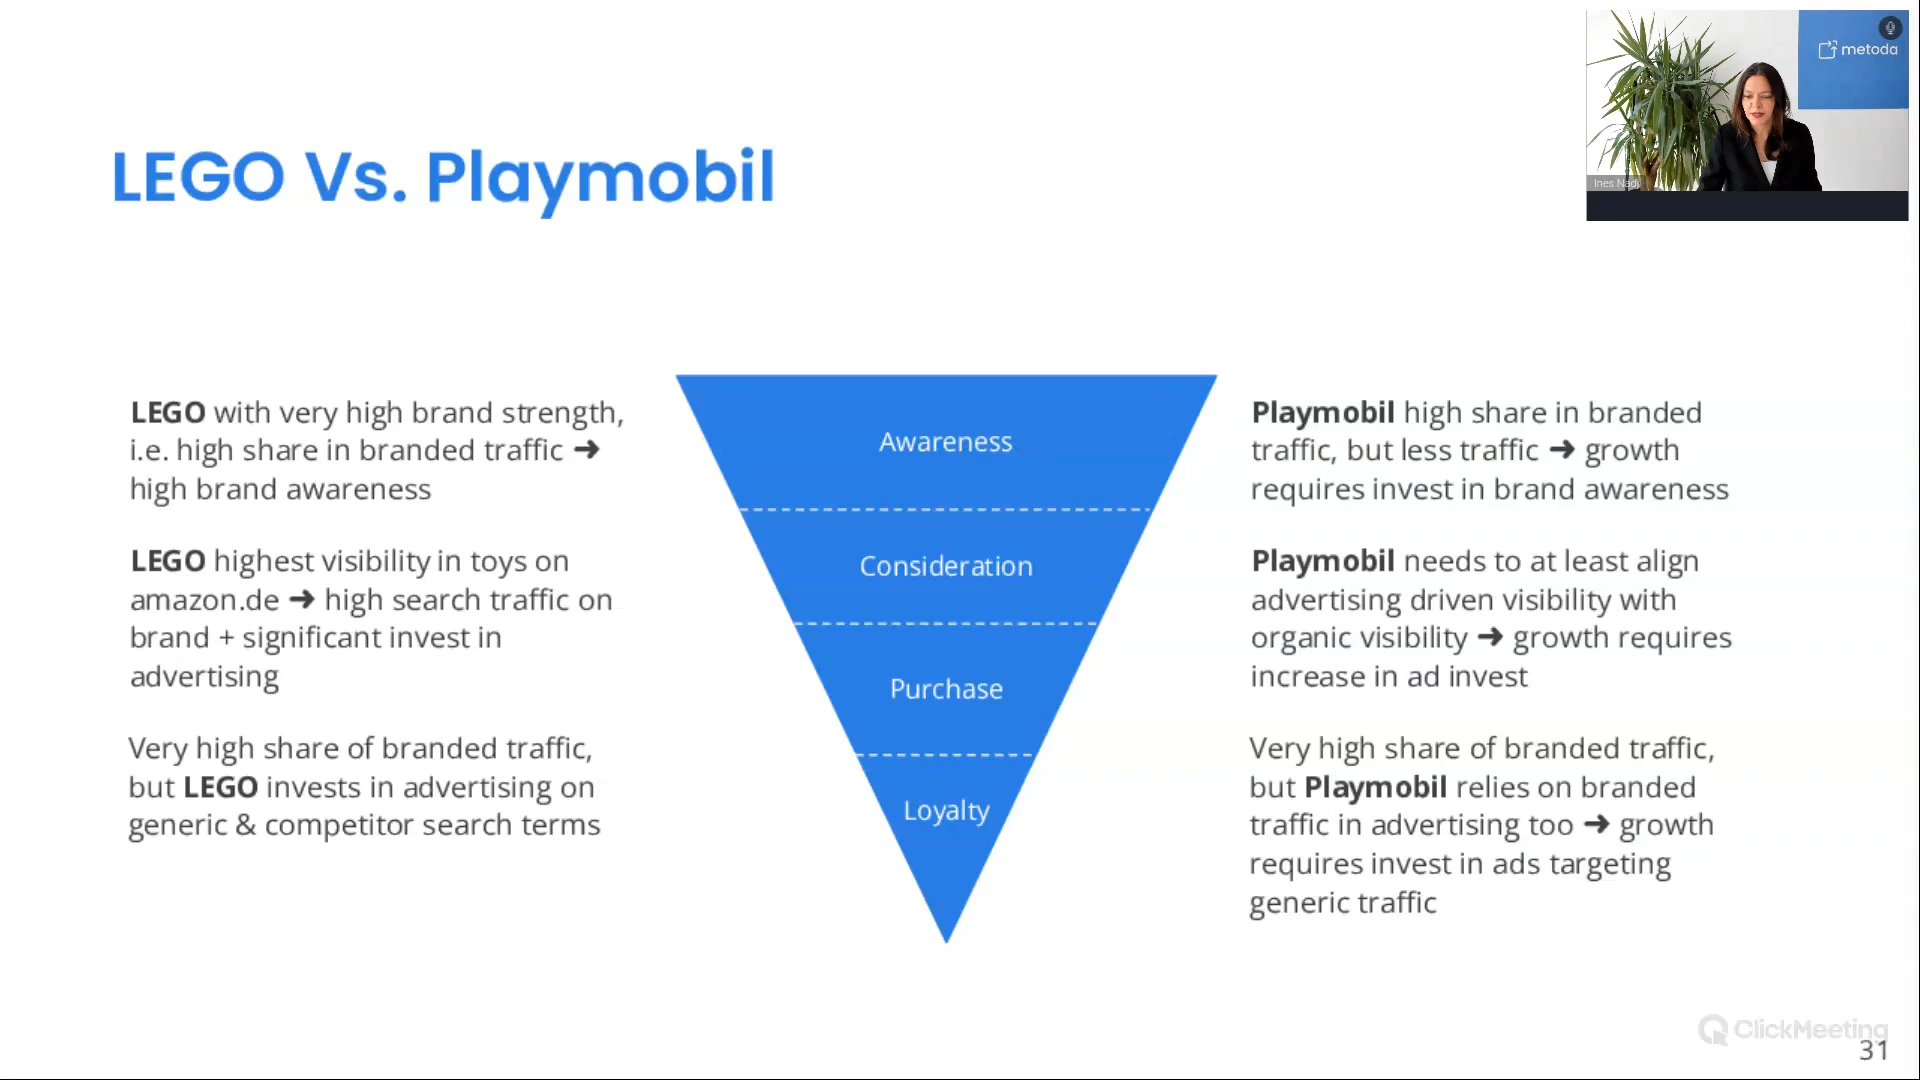 metoda
Ines Nadj
LEGO Vs. Playmobil
LEGO with very high brand strength,
i.e. high share in branded traffic ➜
high brand awareness
LEGO highest visibility in toys on
amazon.de ➜ high search traffic on
brand + significant invest in
advertising
Very high share of branded traffic,
but LEGO invests in advertising on
generic & competitor search terms
Awareness
Consideration
Purchase
Loyalty
Playmobil high share in branded
traffic, but less traffic ➜ growth
requires invest in brand awareness
Playmobil needs to at least align
advertising driven visibility with
organic visibility ➜ growth requires
increase in ad invest
Very high share of branded traffic,
but Playmobil relies on branded
traffic in advertising too ➜ growth
requires invest in ads targeting
generic traffic
ClickMeeting
31